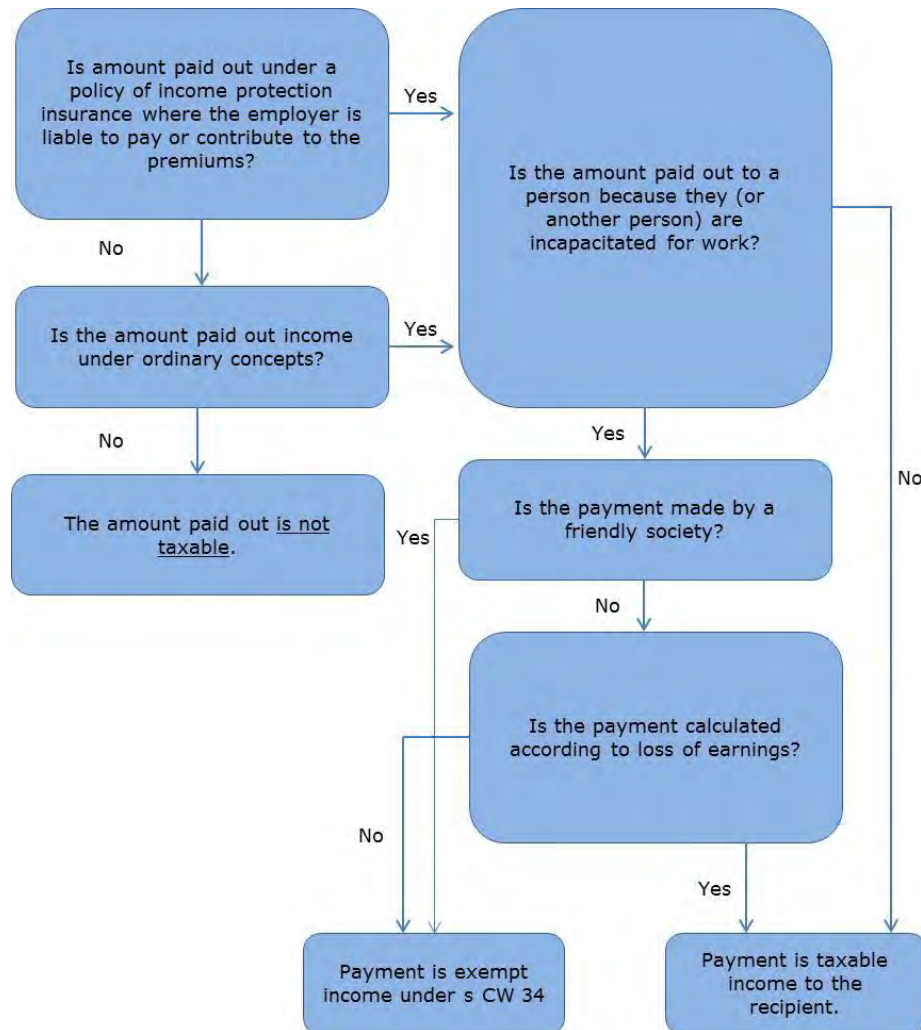 Is amount paid out under a
policy of income protection
insurance where the employer is
liable to pay or contribute to the
premiums?
Yes
Is the amount paid out to a
person because they (or
another person) are
incapacitated for work?
No
Is the amount paid out income
under ordinary concepts?
Yes
No
Yes
No
The amount paid out is not
taxable.
Is the payment made by a
friendly society?
Yes
No
Is the payment calculated
according to loss of earnings?
No
Yes
Payment is exempt
income under s CW 34
Payment is taxable
income to the
recipient.